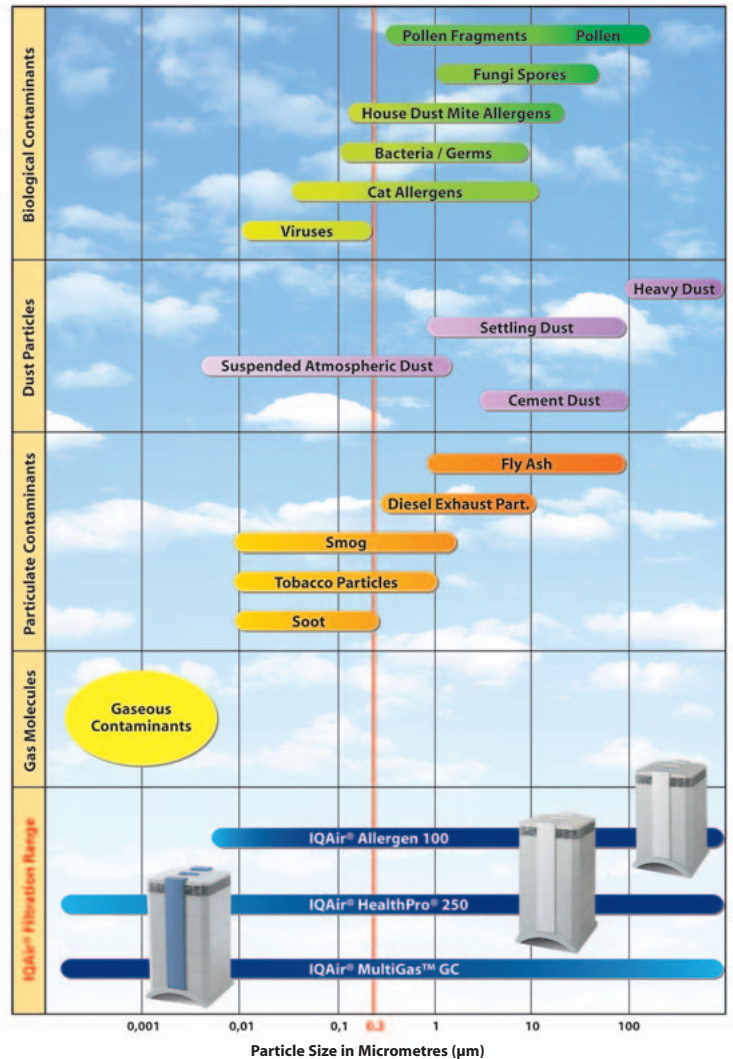 Biological Contaminants
Pollen Fragments Pollen
Fungi Spores
House Dust Mite Allergens
Bacteria / Germs
Cat Allergens
Viruses
Dust Particles
Heavy Dust
Settling Dust
Suspended Atmospheric Dust
Cement Dust
Particulate Contaminants
Fly Ash
Diesel Exhaust Part.
Smog
Tobacco Particles
Soot
Gas Molecules
Gaseous
Contaminants
IQAir® Filtration Range
IQAir® Allergen 100
IQAir® HealthPro® 250
IQAir® MultiGas™ GC
0,001 0,01 0,1 0.3 1 10 100
Particle Size in Micrometres (µm)